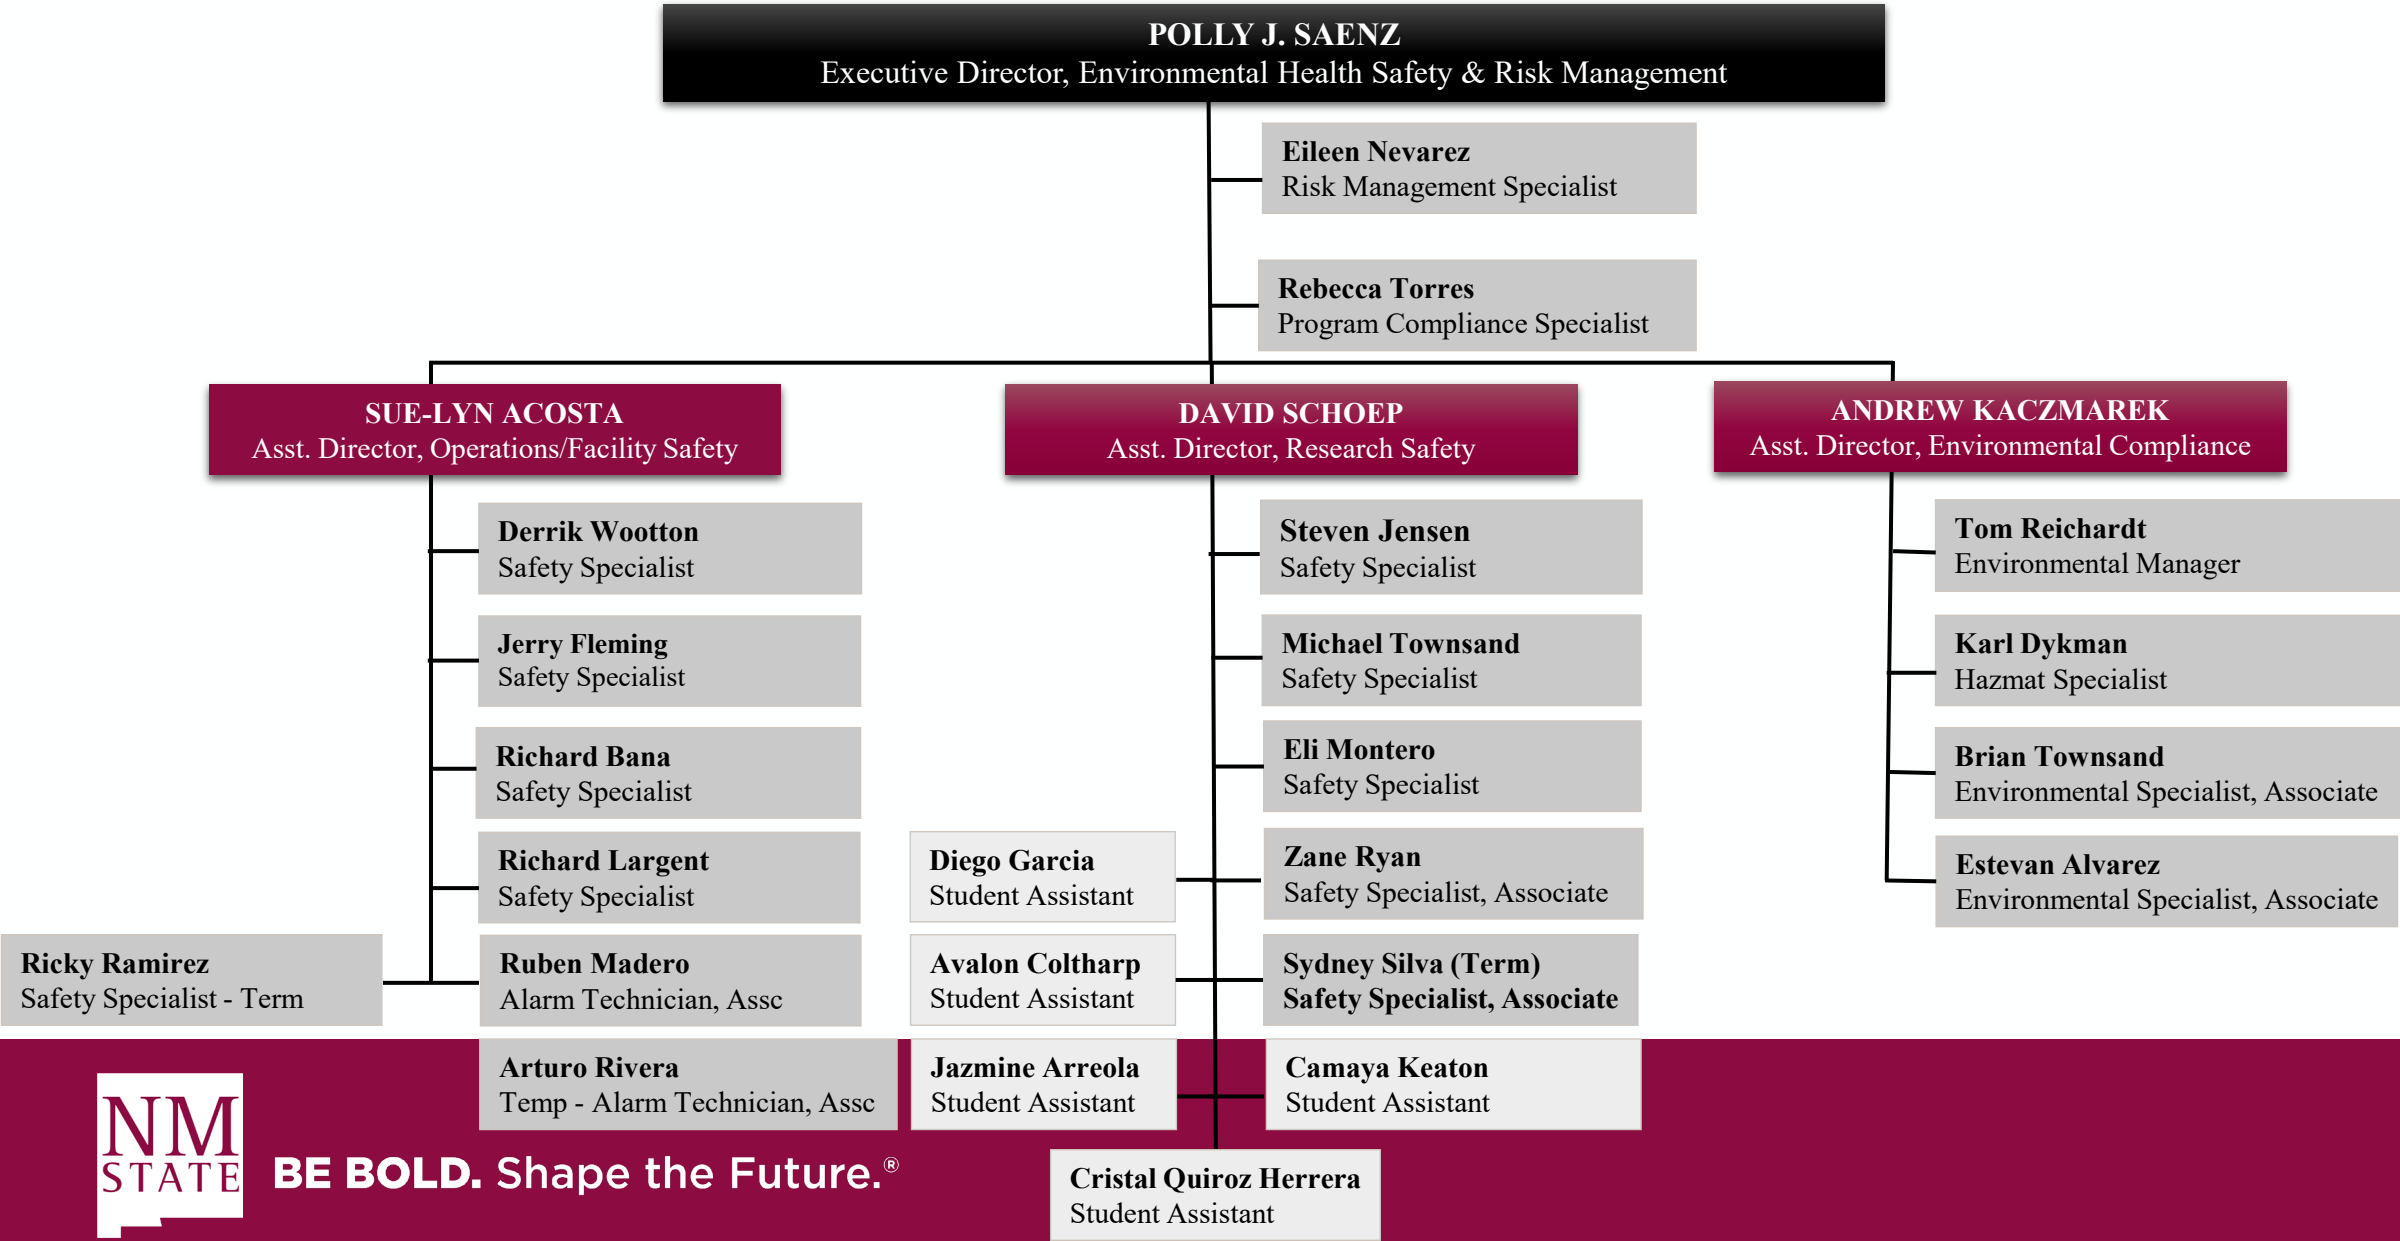 POLLY J. SAENZ
Executive Director, Environmental Health Safety & Risk Management
Eileen Nevarez
Risk Management Specialist
Rebecca Torres
Program Compliance Specialist
SUE-LYN ACOSTA
Asst. Director, Operations/Facility Safety
Derrik Wootton
Safety Specialist
Jerry Fleming
Safety Specialist
Richard Bana
Safety Specialist
Richard Largent
Safety Specialist
Ricky Ramirez
Safety Specialist - Term
Ruben Madero
Alarm Technician, Assc
Arturo Rivera
Temp - Alarm Technician, Assc
DAVID SCHOEP
Asst. Director, Research Safety
Steven Jensen
Safety Specialist
Michael Townsand
Safety Specialist
Eli Montero
Safety Specialist
Diego Garcia
Student Assistant
Zane Ryan
Safety Specialist, Associate
Avalon Coltharp
Student Assistant
Sydney Silva (Term)
Safety Specialist, Associate
Jazmine Arreola
Student Assistant
Camaya Keaton
Student Assistant
Cristal Quiroz Herrera
Student Assistant
ANDREW KACZMAREK
Asst. Director, Environmental Compliance
Tom Reichardt
Environmental Manager
Karl Dykman
Hazmat Specialist
Brian Townsand
Environmental Specialist, Associate
Estevan Alvarez
Environmental Specialist, Associate
NM
STATE
BE BOLD. Shape the Future.®